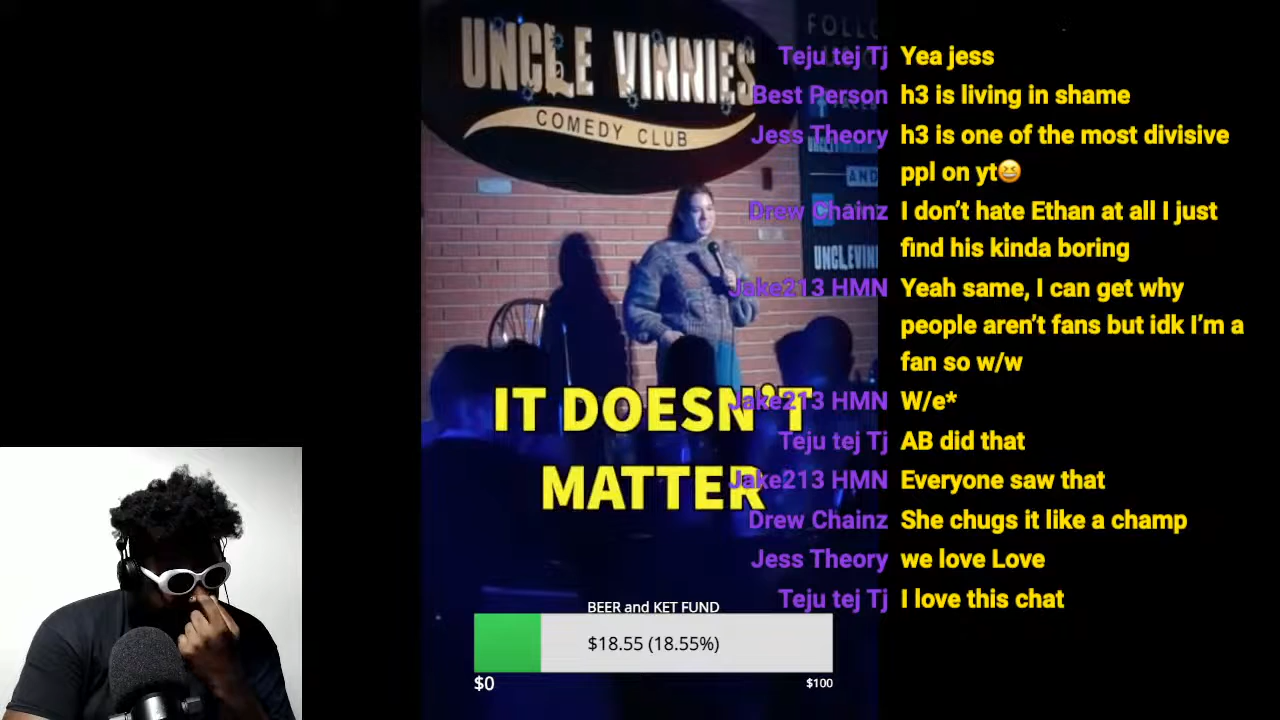 UNCLE VINNIES
COMEDY CLUB
FOLL
AND
UNCLEVIN
Teju tej Tj Yea jess
Best Person h3 is living in shame
Jess Theory h3 is one of the most divisive
ppl on yt😆
Drew Chainz I don’t hate Ethan at all I just
find his kinda boring
Jake213 HMN Yeah same, I can get why
people aren’t fans but idk I’m a
fan so w/w
Jake213 HMN W/e*
Teju tej Tj AB did that
Jake213 HMN Everyone saw that
Drew Chainz She chugs it like a champ
Jess Theory we love Love
Teju tej Tj I love this chat
IT DOESN’T
MATTER
BEER and KET FUND
$18.55 (18.55%)
$0
$100